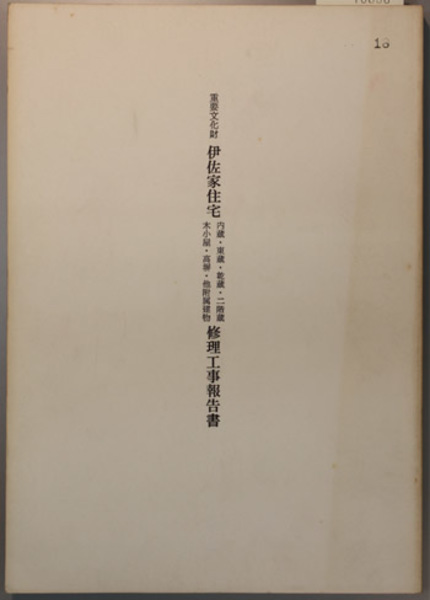 18
重要文化財
伊佐家住宅
内蔵・東蔵・乾蔵・二階蔵
木小屋・高塀・他附属建物
修理工事報告書